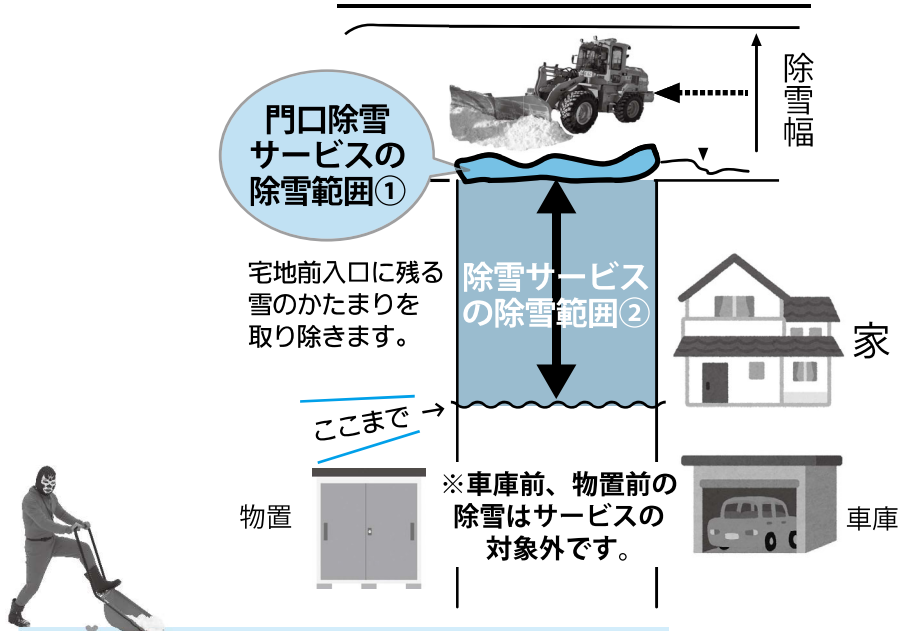 除雪幅
門口除雪
サービスの
除雪範囲①
宅地前入口に残る
雪のかたまりを
取り除きます。
除雪サービス
の除雪範囲②
家
ここまで→
物置
※車庫前、物置前の
除雪はサービスの
対象外です。
車庫